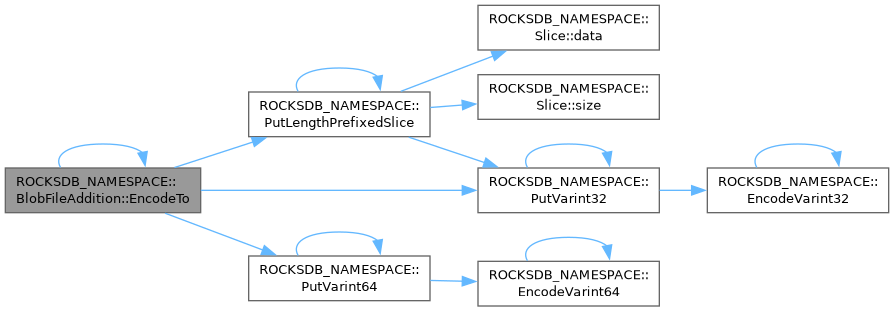 ROCKSDB_NAMESPACE::
BlobFileAddition::EncodeTo
ROCKSDB_NAMESPACE::
PutLengthPrefixedSlice
ROCKSDB_NAMESPACE::
Slice::data
ROCKSDB_NAMESPACE::
Slice::size
ROCKSDB_NAMESPACE::
PutVarint32
ROCKSDB_NAMESPACE::
EncodeVarint32
ROCKSDB_NAMESPACE::
PutVarint64
ROCKSDB_NAMESPACE::
EncodeVarint64